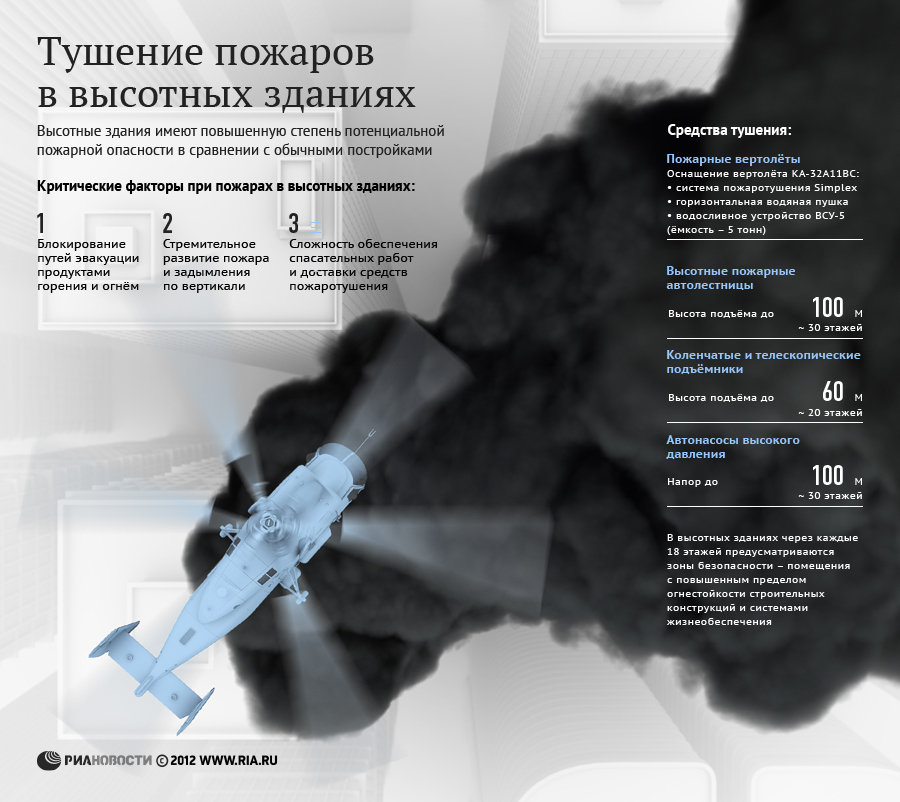 Тушение пожаров
в высотных зданиях
Высотные здания имеют повышенную степень потенциальной
пожарной опасности в сравнении с обычными постройками
Критические факторы при пожарах в высотных зданиях:
1
Блокирование
путей эвакуации
продуктами
горения и огнём
2
Стремительное
развитие пожара
и задымления
по вертикали
3
Сложность обеспечения
спасательных работ
и доставки средств
пожаротушения
Средства тушения:
Пожарные вертолёты
Оснащение вертолёта КА-32А11ВС:
• система пожаротушения Simplex
• горизонтальная водяная пушка
• водосливное устройство ВСУ-5
(ёмкость – 5 тонн)
Высотные пожарные
автолестницы
Высота подъёма до 100 м
~ 30 этажей
Коленчатые и телескопические
подъёмники
Высота подъёма до 60 м
~ 20 этажей
Автонасосы высокого
давления
Напор до 100 м
~ 30 этажей
В высотных зданиях через каждые
18 этажей предусматриваются
зоны безопасности – помещения
с повышенным пределом
огнестойкости строительных
конструкций и системами
жизнеобеспечения
РИАНОВОСТИ © 2012 WWW.RIA.RU